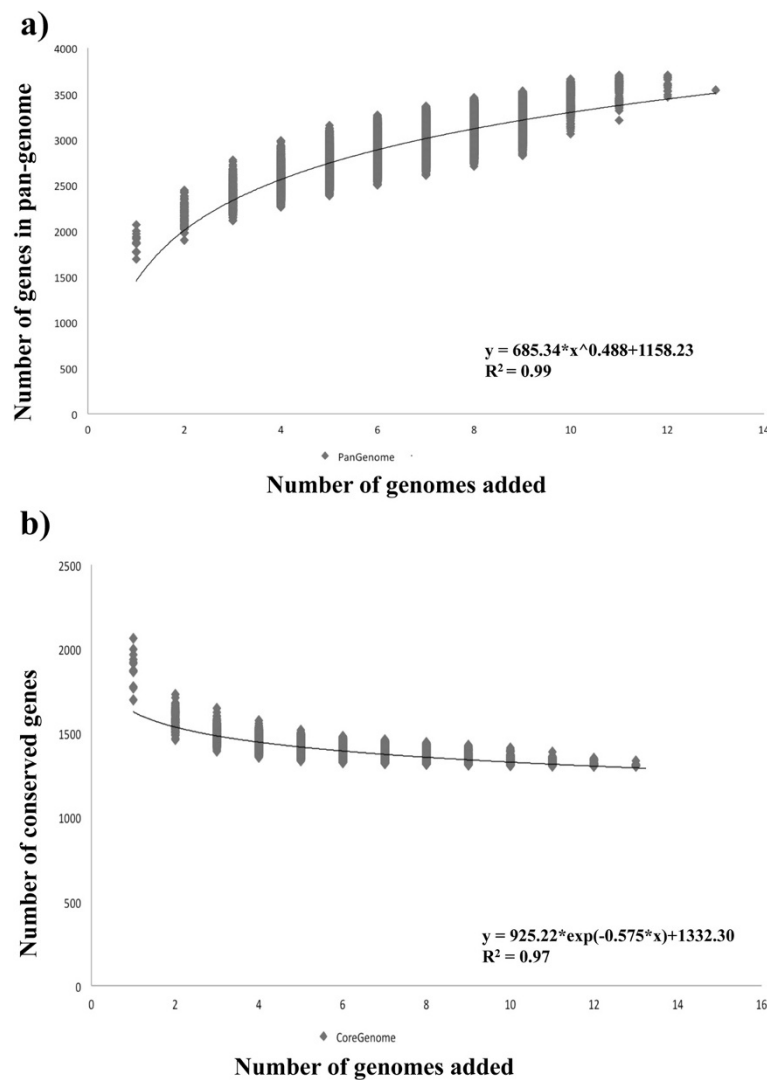 a)
Number of genes in pan-genome
4000
3500
3000
2500
2000
1500
1000
500
0
0 2 4 6 8 10 12 14
y = 685.34*x^0.488+1158.23
R² = 0.99
PanGenome
Number of genomes added
b)
Number of conserved genes
2500
2000
1500
1000
500
0
0 2 4 6 8 10 12 14 16
y = 925.22*exp(-0.575*x)+1332.30
R² = 0.97
CoreGenome
Number of genomes added